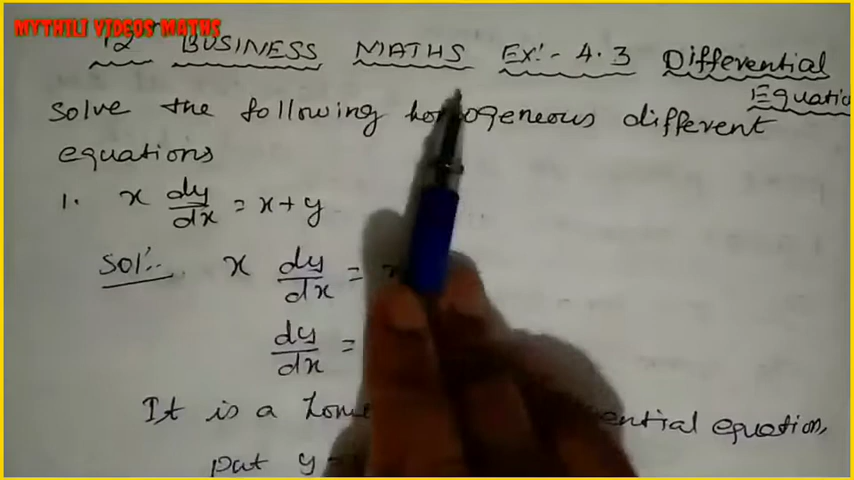 MYTHILI VIDEOS MATHS
12 BUSINESS MATHS EX:- 4.3 Differential
Equatio
Solve the following homogeneous different
equations
1. x dy/dx = x + y
Sol:- x dy/dx =
dy/dx =
It is a home ential equation,
put y